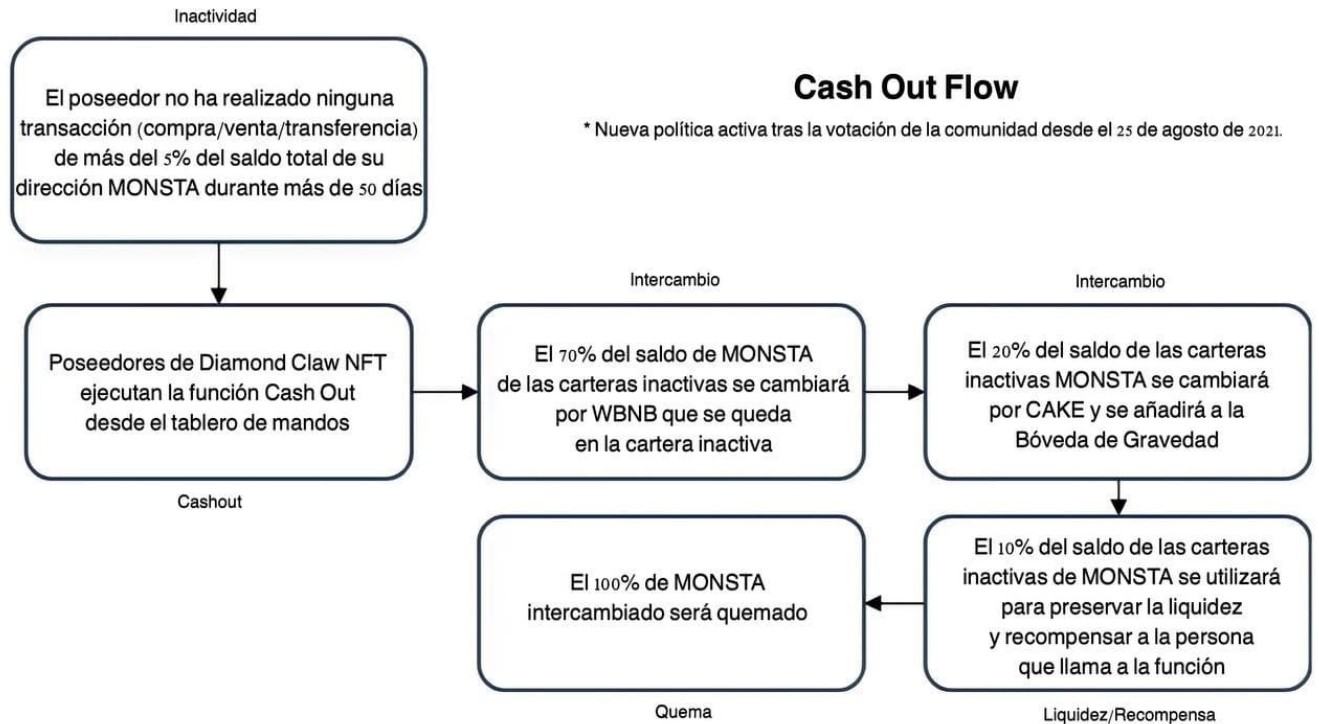 Inactividad
El poseedor no ha realizado ninguna
transacción (compra/venta/transferencia)
de más del 5% del saldo total de su
dirección MONSTA durante más de 50 días
Cash Out Flow
* Nueva política activa tras la votación de la comunidad desde el 25 de agosto de 2021.
Poseedores de Diamond Claw NFT
ejecutan la función Cash Out
desde el tablero de mandos
Cashout
Intercambio
El 70% del saldo de MONSTA
de las carteras inactivas se cambiará
por WBNB que se queda
en la cartera inactiva
Intercambio
El 20% del saldo de las carteras
inactivas MONSTA se cambiará
por CAKE y se añadirá a la
Bóveda de Gravedad
El 10% del saldo de las carteras
inactivas de MONSTA se utilizará
para preservar la liquidez
y recompensar a la persona
que llama a la función
Liquidez/Recompensa
El 100% de MONSTA
intercambiado será quemado
Quema